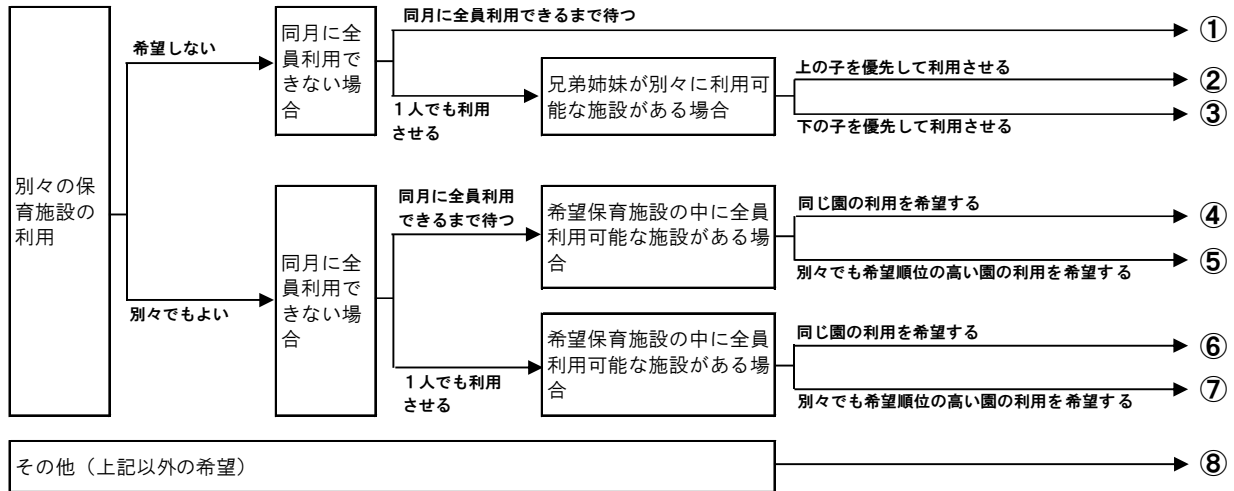 別々の保
育施設の
利用
希望しない
同月に全
員利用で
きない場
合
同月に全員利用できるまで待つ
①
1人でも利用
させる
兄弟姉妹が別々に利用可
能な施設がある場合
上の子を優先して利用させる
②
下の子を優先して利用させる
③
別々でもよい
同月に全
員利用で
きない場
合
同月に全員利用
できるまで待つ
希望保育施設の中に全員
利用可能な施設がある場
合
同じ園の利用を希望する
④
別々でも希望順位の高い園の利用を希望する
⑤
1人でも利用
させる
希望保育施設の中に全員
利用可能な施設がある場
合
同じ園の利用を希望する
⑥
別々でも希望順位の高い園の利用を希望する
⑦
その他（上記以外の希望）
⑧